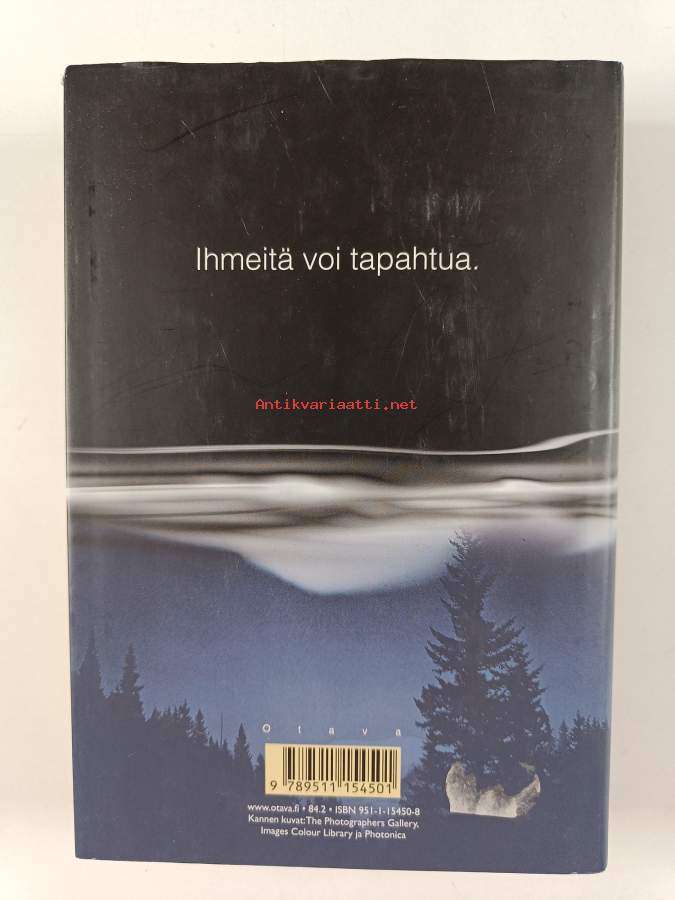 Ihmeitä voi tapahtua.
Antikvariaatti.net
Otava
9 789511 154501
www.otava.fi • 84.2 • ISBN 951-1-15450-8
Kannen kuvat: The Photographers Gallery,
Images Colour Library ja Photonica